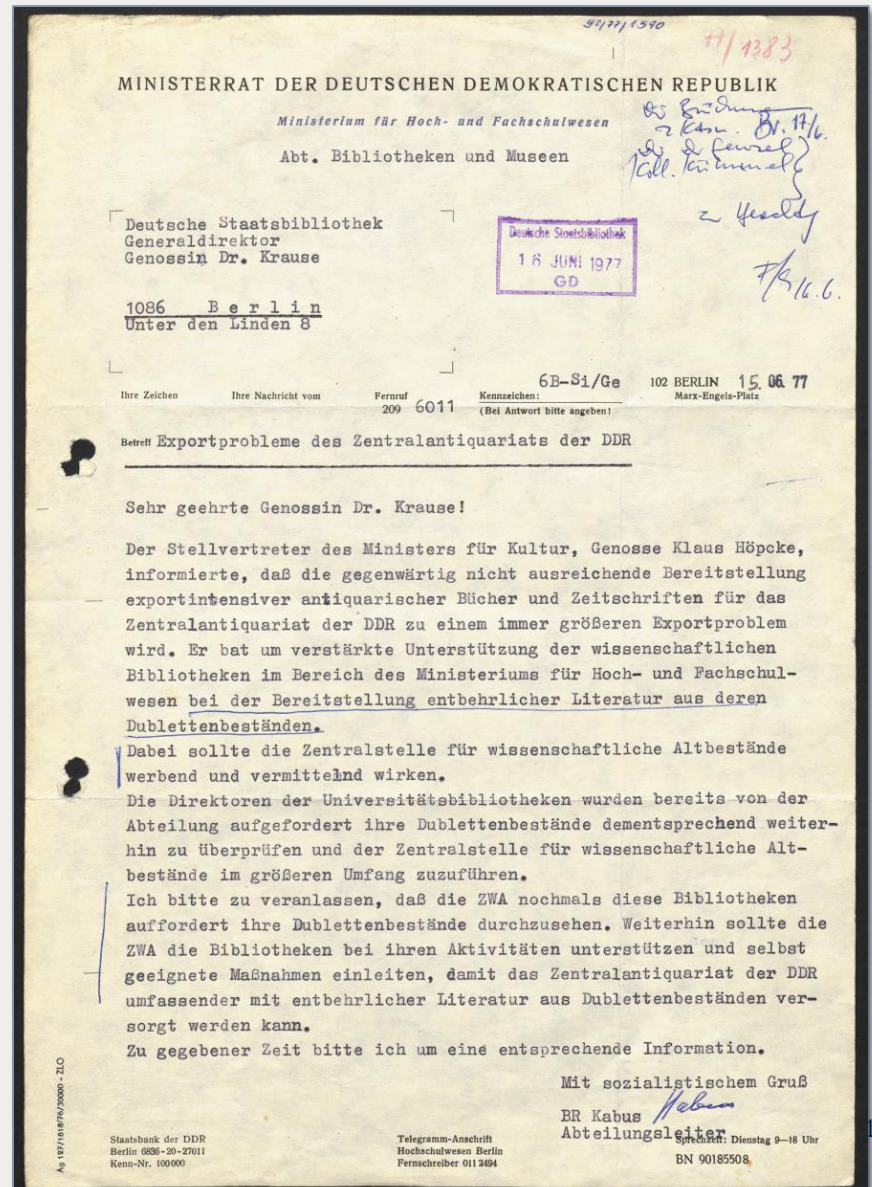 92/77/1590
A/1383
MINISTERRAT DER DEUTSCHEN DEMOKRATISCHEN REPUBLIK
Ministerium für Hoch- und Fachschulwesen
Abt. Bibliotheken und Museen
Br. 17/6.
Koll. Kümmel
Deutsche Staatsbibliothek
Generaldirektor
Genossin Dr. Krause
1086 Berlin
Unter den Linden 8
Deutsche Staatsbibliothek
16 JUNI 1977
GD
16.6.
6B-Si/Ge 102 BERLIN 15. 06. 77
Ihre Zeichen Ihre Nachricht vom Fernruf Kennzeichen: Marx-Engels-Platz
209 6011 (Bei Antwort bitte angeben!
Betreff Exportprobleme des Zentralantiquariats der DDR
Sehr geehrte Genossin Dr. Krause!
Der Stellvertreter des Ministers für Kultur, Genosse Klaus Höpcke,
informierte, daß die gegenwärtig nicht ausreichende Bereitstellung
exportintensiver antiquarischer Bücher und Zeitschriften für das
Zentralantiquariat der DDR zu einem immer größeren Exportproblem
wird. Er bat um verstärkte Unterstützung der wissenschaftlichen
Bibliotheken im Bereich des Ministeriums für Hoch- und Fachschul-
wesen bei der Bereitstellung entbehrlicher Literatur aus deren
Dublettenbeständen.
Dabei sollte die Zentralstelle für wissenschaftliche Altbestände
werbend und vermittelnd wirken.
Die Direktoren der Universitätsbibliotheken wurden bereits von der
Abteilung aufgefordert ihre Dublettenbestände dementsprechend weiter-
hin zu überprüfen und der Zentralstelle für wissenschaftliche Alt-
bestände im größeren Umfang zuzuführen.
Ich bitte zu veranlassen, daß die ZWA nochmals diese Bibliotheken
auffordert ihre Dublettenbestände durchzusehen. Weiterhin sollte die
ZWA die Bibliotheken bei ihren Aktivitäten unterstützen und selbst
geeignete Maßnahmen einleiten, damit das Zentralantiquariat der DDR
umfassender mit entbehrlicher Literatur aus Dublettenbeständen ver-
sorgt werden kann.
Zu gegebener Zeit bitte ich um eine entsprechende Information.
Mit sozialistischem Gruß
BR Kabus Kabus
Abteilungsleiter
Staatsbank der DDR Telegramm-Anschrift Sprechzeit: Dienstag 9—18 Uhr
Berlin 6836-20-27011 Hochschulwesen Berlin
Kenn-Nr. 100000 Fernschreiber 011 2494 BN 90185508
Ag 127/1818/76/30000 - ZLO